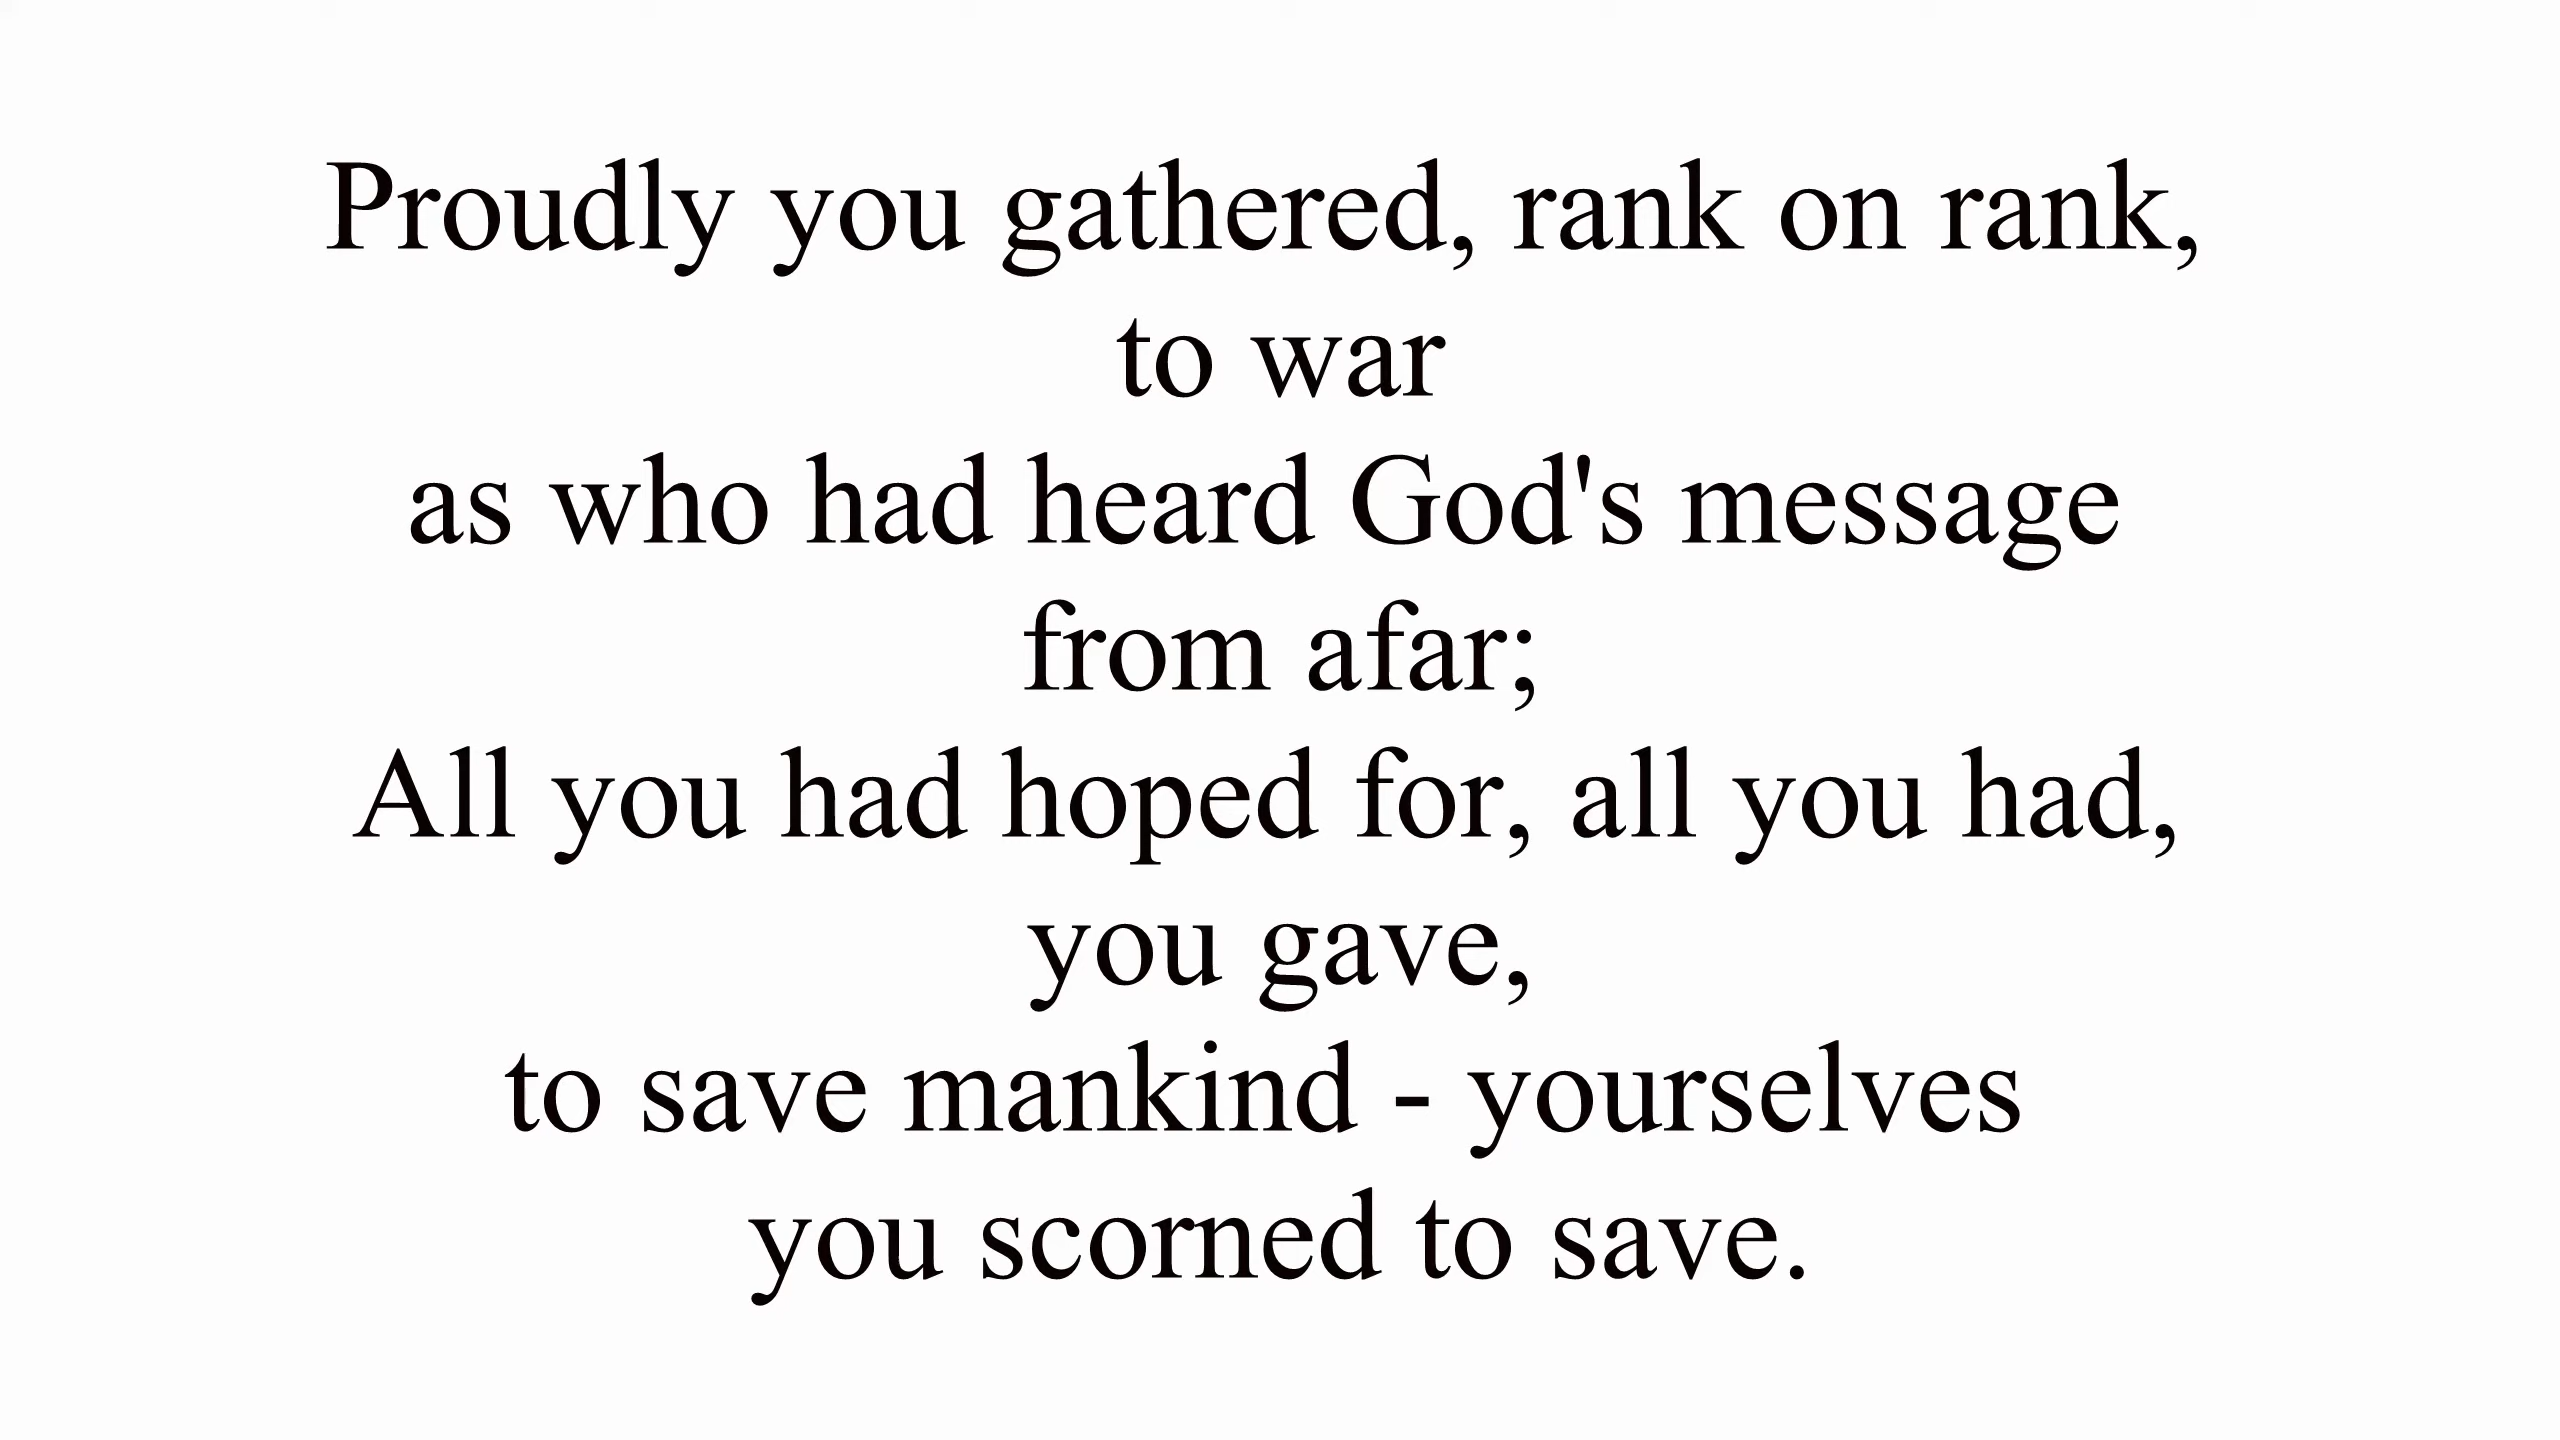 Proudly you gathered, rank on rank,
to war
as who had heard God's message
from afar;
All you had hoped for, all you had,
you gave,
to save mankind - yourselves
you scorned to save.